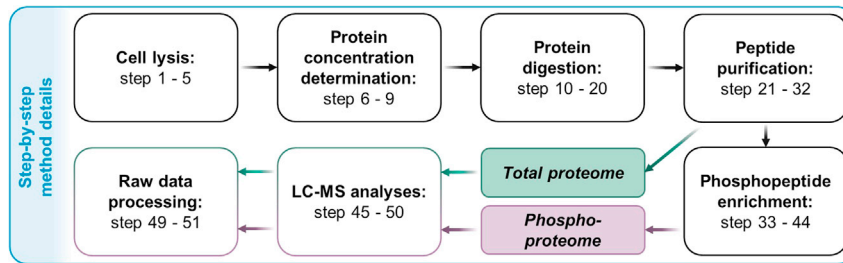 Step-by-step
method details
Cell lysis:
step 1 - 5
Protein
concentration
determination:
step 6 - 9
Protein
digestion:
step 10 - 20
Peptide
purification:
step 21 - 32
Raw data
processing:
step 49 - 51
LC-MS analyses:
step 45 - 50
Total proteome
Phospho-
proteome
Phosphopeptide
enrichment:
step 33 - 44